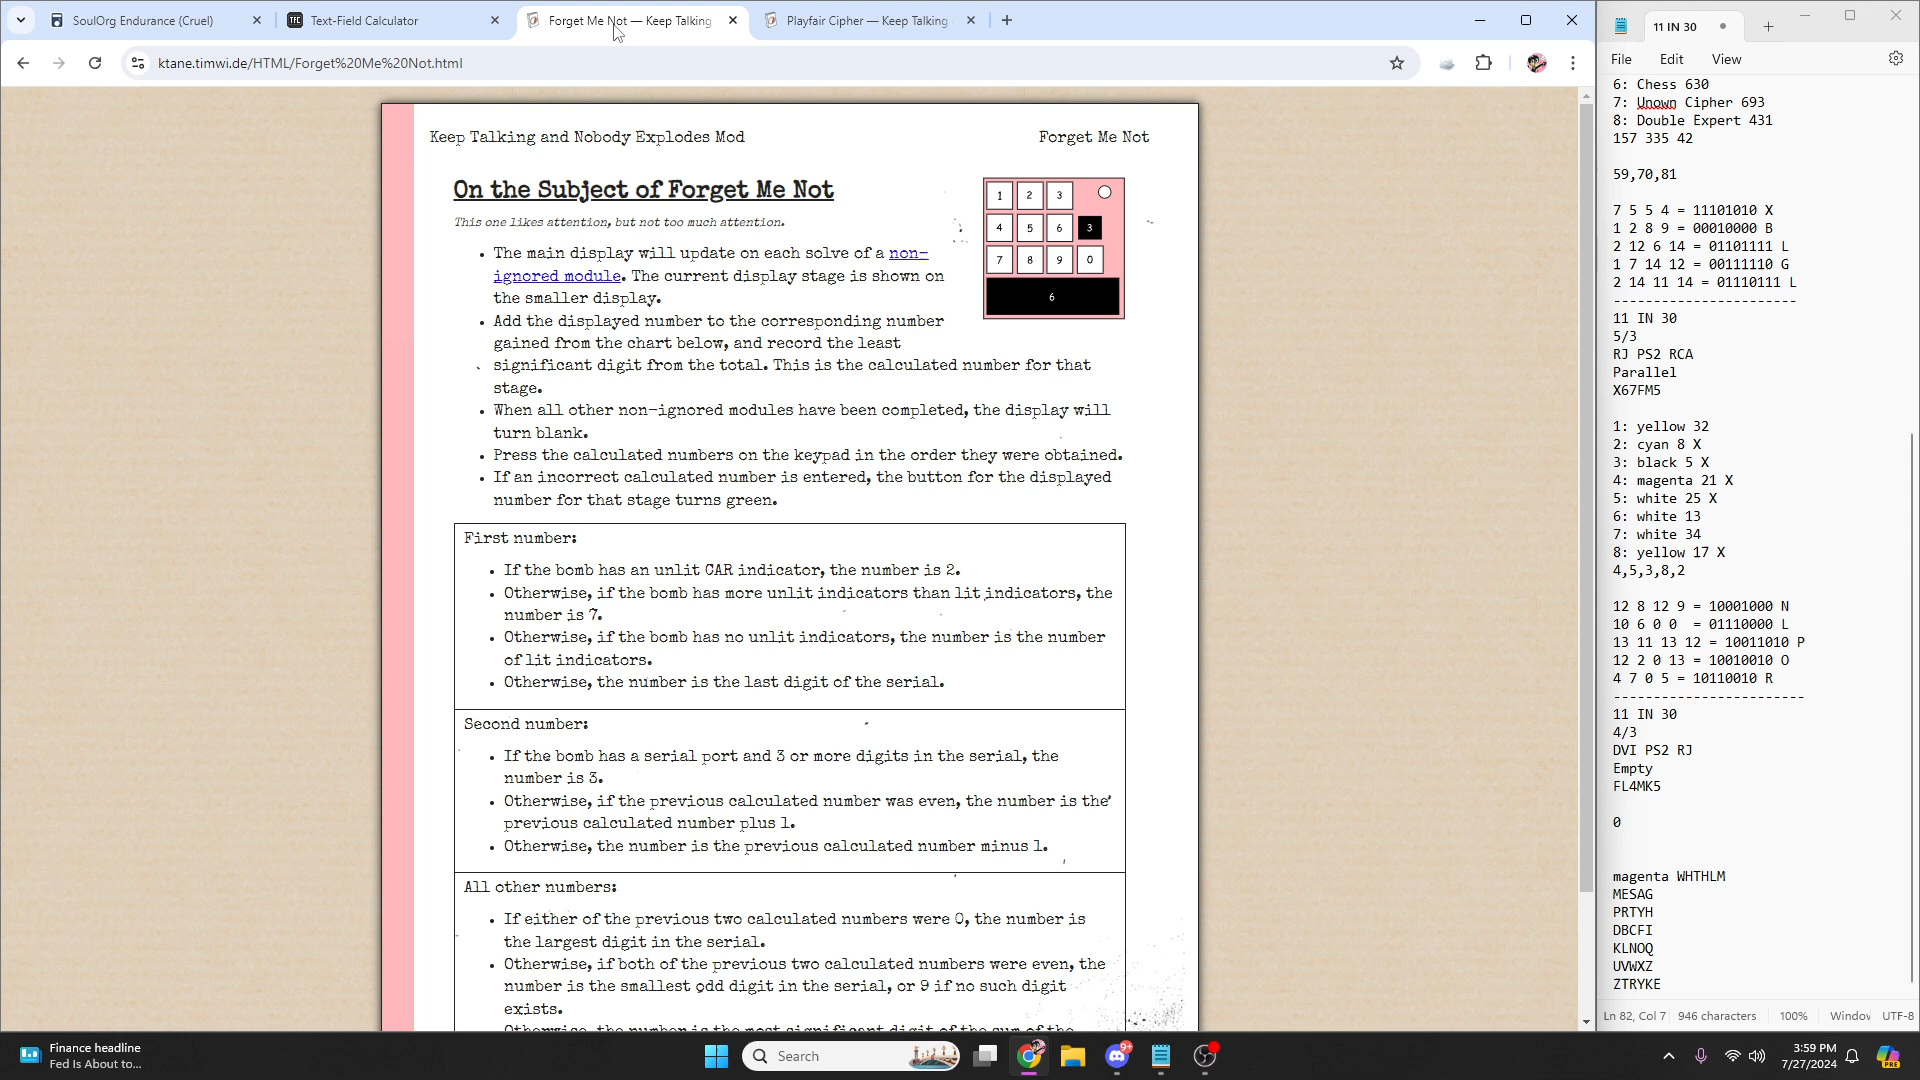 SoulOrg Endurance (Cruel)
Text-Field Calculator
Forget Me Not — Keep Talking
Playfair Cipher — Keep Talking
ktane.timwi.de/HTML/Forget%20Me%20Not.html
Keep Talking and Nobody Explodes Mod
Forget Me Not
On the Subject of Forget Me Not
This one likes attention, but not too much attention.
• The main display will update on each solve of a non-
ignored module. The current display stage is shown on
the smaller display.
• Add the displayed number to the corresponding number
gained from the chart below, and record the least
significant digit from the total. This is the calculated number for that
stage.
• When all other non-ignored modules have been completed, the display will
turn blank.
• Press the calculated numbers on the keypad in the order they were obtained.
• If an incorrect calculated number is entered, the button for the displayed
number for that stage turns green.
1 2 3
4 5 6 3
7 8 9 0
6
First number:
• If the bomb has an unlit CAR indicator, the number is 2.
• Otherwise, if the bomb has more unlit indicators than lit indicators, the
number is 7.
• Otherwise, if the bomb has no unlit indicators, the number is the number
of lit indicators.
• Otherwise, the number is the last digit of the serial.
Second number:
• If the bomb has a serial port and 3 or more digits in the serial, the
number is 3.
• Otherwise, if the previous calculated number was even, the number is the
previous calculated number plus 1.
• Otherwise, the number is the previous calculated number minus 1.
All other numbers:
• If either of the previous two calculated numbers were 0, the number is
the largest digit in the serial.
• Otherwise, if both of the previous two calculated numbers were even, the
number is the smallest odd digit in the serial, or 9 if no such digit
exists.
Otherwise, the number is the most significant digit of the sum of the
11 IN 30
File Edit View
6: Chess 630
7: Unown Cipher 693
8: Double Expert 431
157 335 42
59,70,81
7 5 5 4 = 11101010 X
1 2 8 9 = 00010000 B
2 12 6 14 = 01101111 L
1 7 14 12 = 00111110 G
2 14 11 14 = 01110111 L
-----------------------
11 IN 30
5/3
RJ PS2 RCA
Parallel
X67FM5
1: yellow 32
2: cyan 8 X
3: black 5 X
4: magenta 21 X
5: white 25 X
6: white 13
7: white 34
8: yellow 17 X
4,5,3,8,2
12 8 12 9 = 10001000 N
10 6 0 0  = 01110000 L
13 11 13 12 = 10011010 P
12 2 0 13 = 10010010 O
4 7 0 5 = 10110010 R
------------------------
11 IN 30
4/3
DVI PS2 RJ
Empty
FL4MK5
0
magenta WHTHLM
MESAG
PRTYH
DBCFI
KLNOQ
UVWXZ
ZTRYKE
Ln 82, Col 7 946 characters 100% Window UTF-8
Finance headline
Fed Is About to...
Search
9+
3:59 PM
7/27/2024
PRE